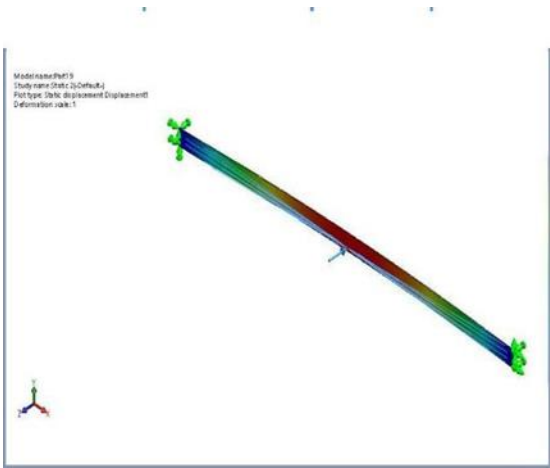 Model name:Part19
Study name:Static 2(-Default-)
Plot type: Static displacement Displacement1
Deformation scale: 1
Y
Z
X